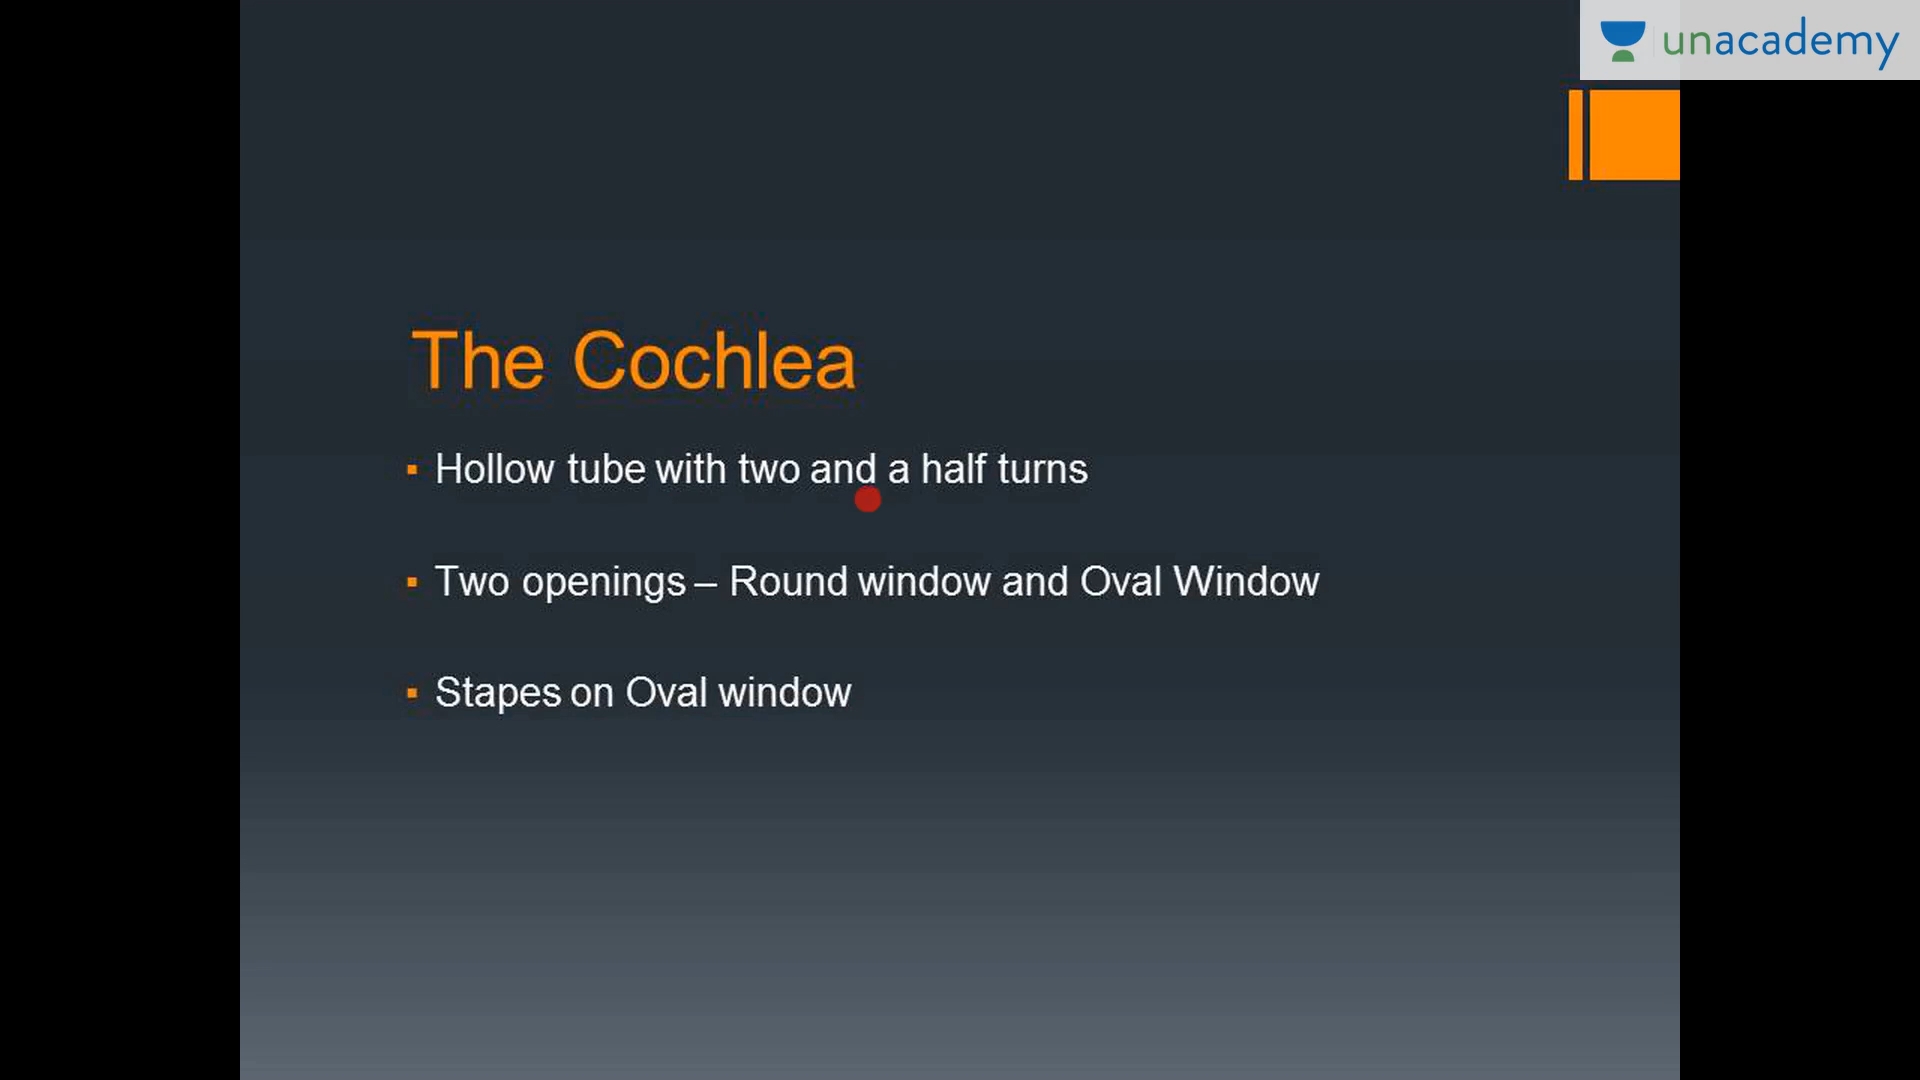 unacademy
The Cochlea
Hollow tube with two and a half turns
Two openings – Round window and Oval Window
Stapes on Oval window